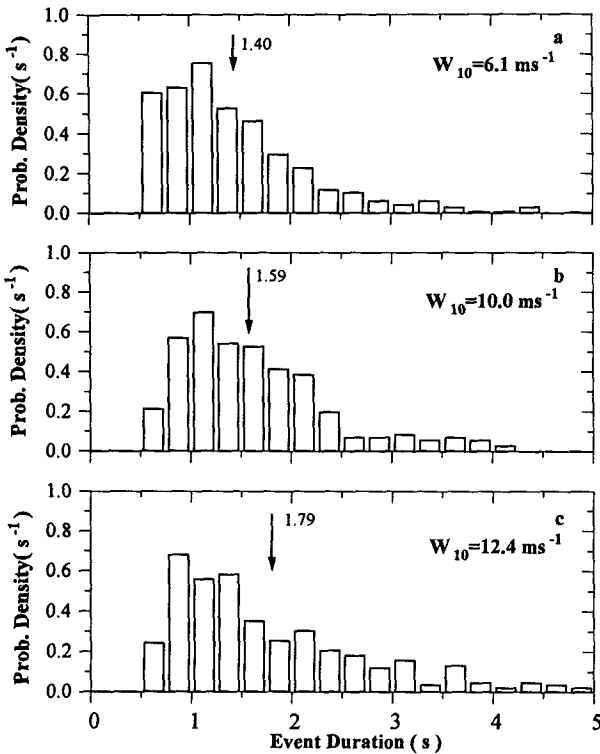 1.0
0.8
0.6
0.4
0.2
0.0
Prob. Density( s -1 )
1.40
a
W10=6.1 ms -1
1.0
0.8
0.6
0.4
0.2
0.0
Prob. Density( s -1 )
1.59
b
W10=10.0 ms -1
1.0
0.8
0.6
0.4
0.2
0.0
Prob. Density( s -1 )
1.79
c
W10=12.4 ms -1
0 1 2 3 4 5
Event Duration ( s )